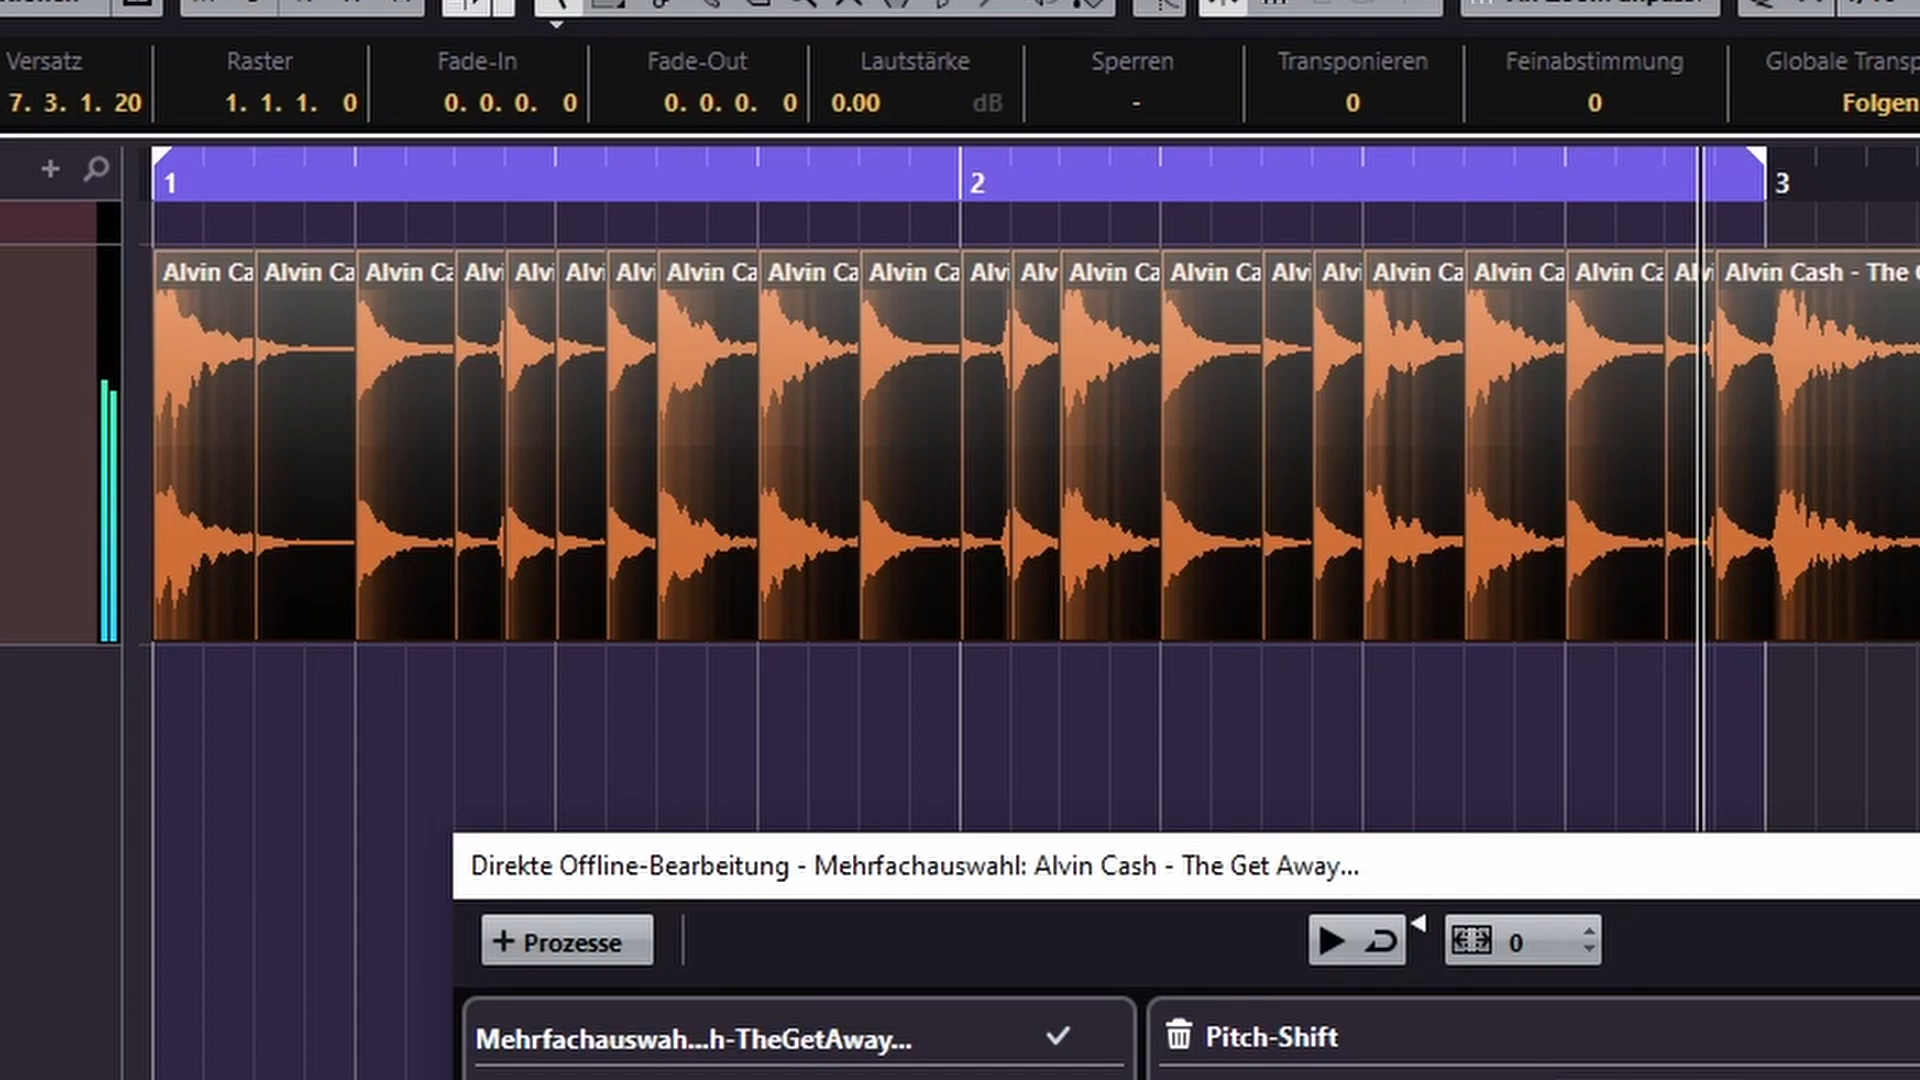 Versatz Raster Fade-In Fade-Out Lautstärke Sperren Transponieren Feinabstimmung Globale Transp
7. 3. 1. 20 1. 1. 1. 0 0. 0. 0. 0 0. 0. 0. 0 0.00 dB - 0 0 Folgen
1 2 3
Alvin Ca Alvin Ca Alvin Ca Alvi Alvi Alvi Alvi Alvin Ca Alvin Ca Alvin Ca Alvi Alv Alvin Ca Alvin Ca Alvi Alvi Alvin Ca Alvin Ca Alvin Ca Alvi Alvin Cash - The
Direkte Offline-Bearbeitung - Mehrfachauswahl: Alvin Cash - The Get Away...
+ Prozesse 0
Mehrfachauswah...h-TheGetAway... Pitch-Shift